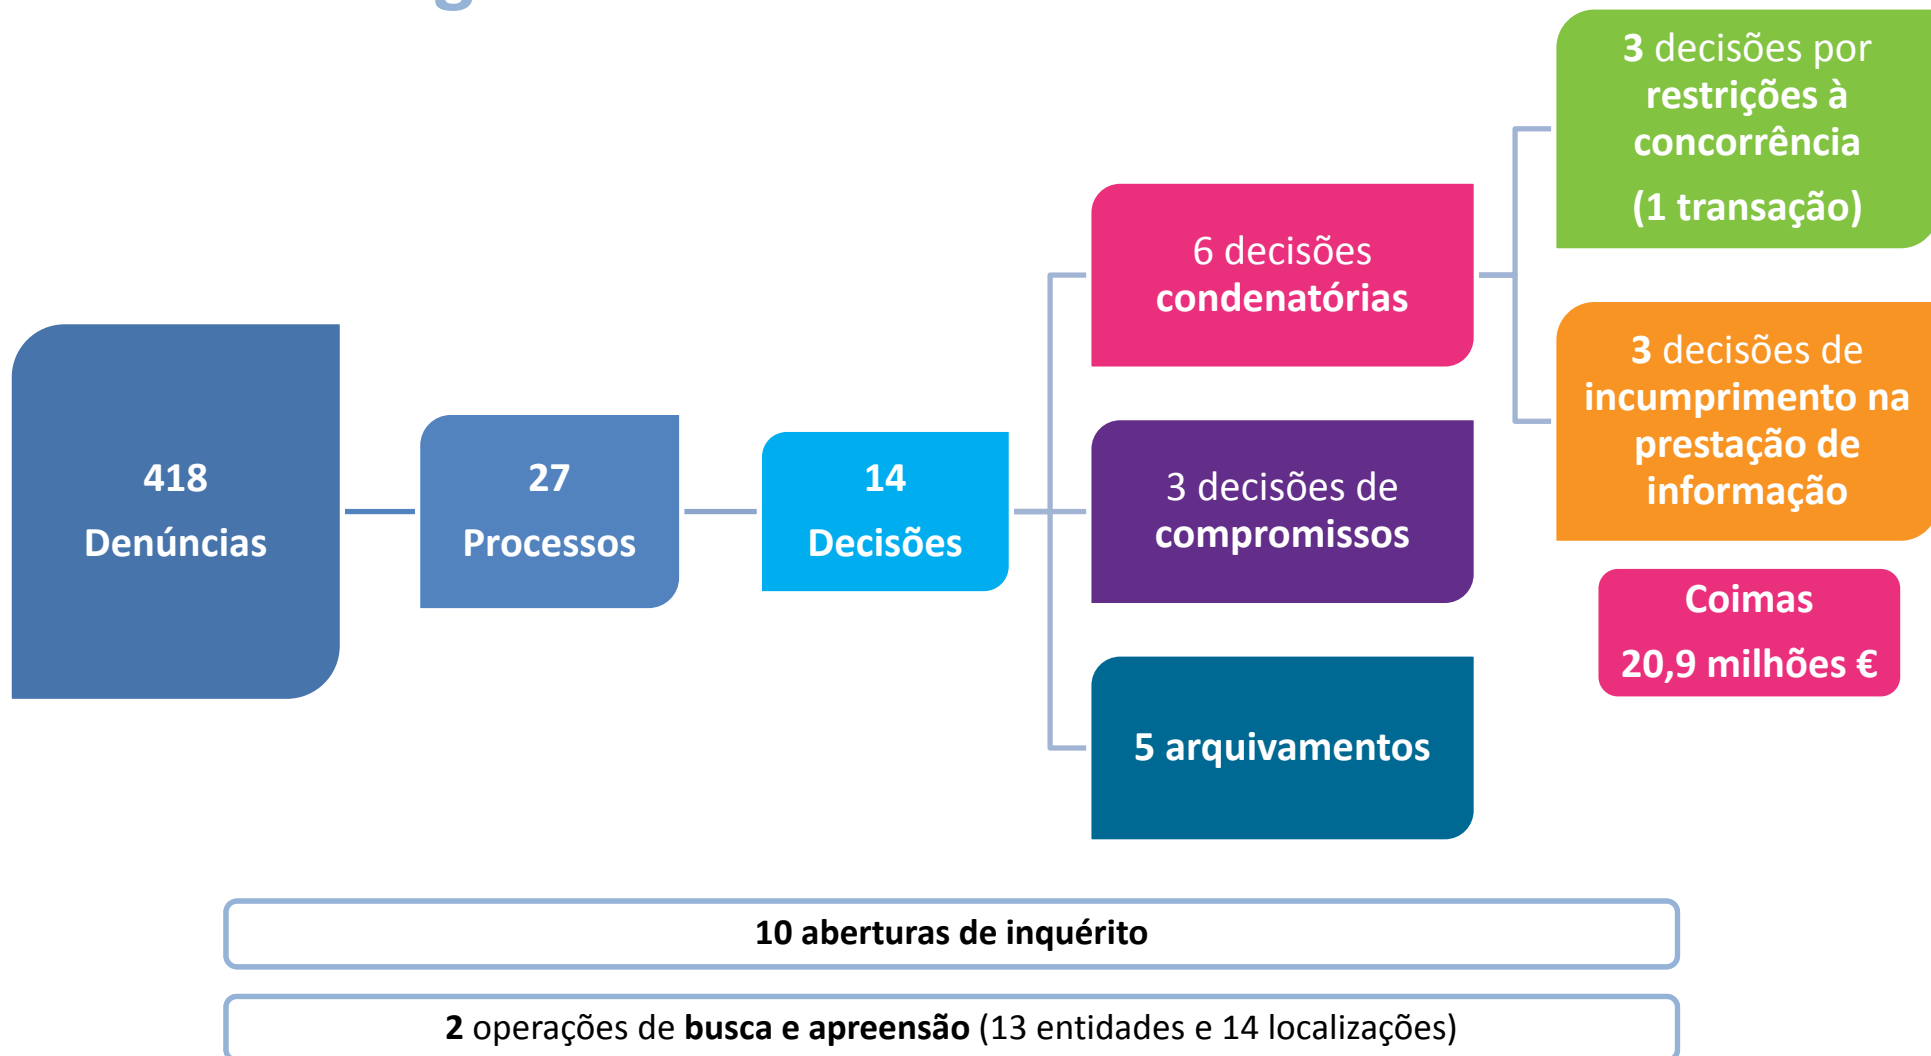 418
Denúncias
27
Processos
14
Decisões
6 decisões
condenatórias
3 decisões de
compromissos
5 arquivamentos
3 decisões por
restrições à
concorrência
(1 transação)
3 decisões de
incumprimento na
prestação de
informação
Coimas
20,9 milhões €
10 aberturas de inquérito
2 operações de busca e apreensão (13 entidades e 14 localizações)